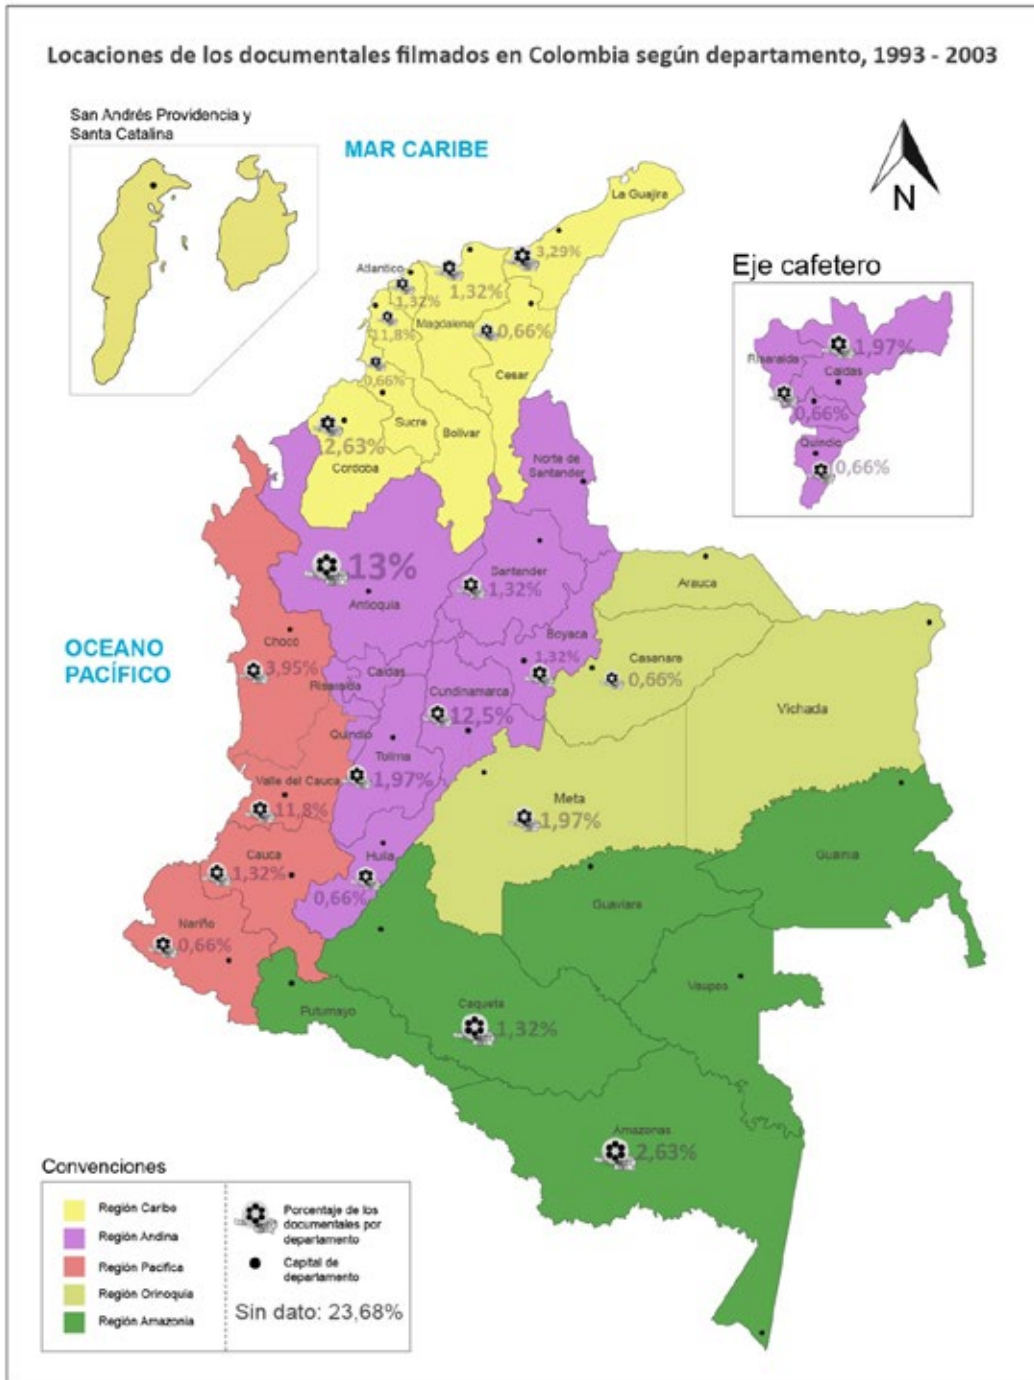 Locaciones de los documentales filmados en Colombia según departamento, 1993 - 2003
San Andrés Providencia y
Santa Catalina
MAR CARIBE
N
La Guajira
3,29%
Atlantico
1,32%
1,32%
Magdalena
11,8%
0,66%
Cesar
0,66%
Sucre
Bolivar
2,63%
Cordoba
Eje cafetero
1,97%
Risaralda
Caldas
0,66%
Quindio
0,66%
Norte de
Santander
13%
Antioquia
Santander
1,32%
Arauca
OCEANO
PACÍFICO
Choco
3,95%
Boyaca
1,32%
Casanare
0,66%
Caldas
Risaralda
Cundinamarca
12,5%
Vichada
Quindio
Tolima
1,97%
Valle del Cauca
11,8%
Meta
1,97%
Cauca
1,32%
Huila
0,66%
Guainia
Guaviare
Nariño
0,66%
Vaupes
Caqueta
1,32%
Putumayo
Amazonas
2,63%
Convenciones
Región Caribe
Región Andina
Región Pacifica
Región Orinoquia
Región Amazonia
Porcentaje de los
documentales por
departamento
Capital de
departamento
Sin dato: 23,68%